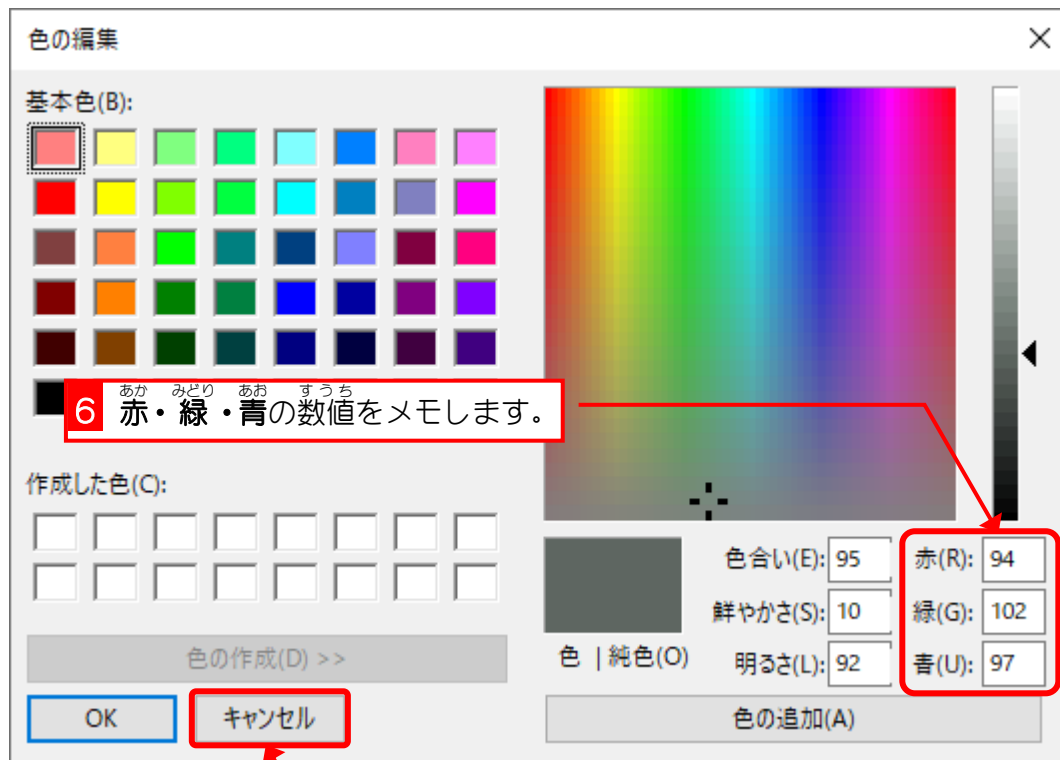 色の編集
基本色(B):
あか みどり あお すうち
6 赤・緑・青の数値をメモします。
作成した色(C):
色の作成(D) >>
OK キャンセル
色合い(E): 95 赤(R): 94
鮮やかさ(S): 10 緑(G): 102
色 | 純色(O) 明るさ(L): 92 青(U): 97
色の追加(A)